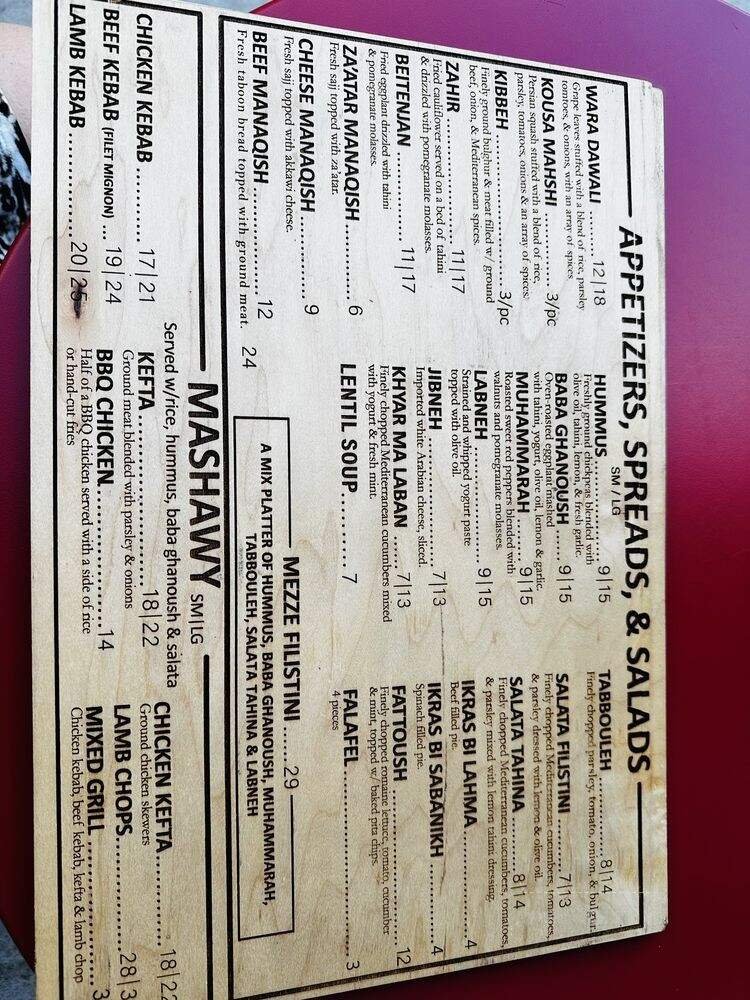 APPETIZERS, SPREADS, & SALADS
SM / LG
WARA DAWALI ......... 12|18
Grape leaves stuffed with a blend of rice, parsley
tomtoes, & onions, with an array of spices
KOUSA MAHSHI ......... 3/pc
Persian squash stuffed with a blend of rice,
parsley, tomatoes, onions & an array of spices.
KIBBEH ......... 3/pc
Finely ground bulghur & meat filled w/ ground
beef, onion, & Mediterranean spices.
ZAHIR ......... 11|17
Fried cauliflower served on a bed of tahini
& drizzled with pomegranate molasses.
BEITENJAN ......... 11|17
Fried eggplant drizzled with tahini
& pomegranate molasses.
ZA'ATAR MANAQISH ......... 6
Fresh sajj topped with za'atar.
CHEESE MANAQISH ......... 9
Fresh sajj topped with akkawi cheese.
BEEF MANAQISH ......... 12
Fresh taboon bread topped with ground meat. 24
HUMMUS ......... 9|15
Freshly ground chickpeas blended with
olive oil, tahini, lemon, & fresh garlic.
BABA GHANOUSH ......... 9|15
Oven-roasted eggplant mashed
with tahini, yogurt, olive oil, lemon & garlic.
MUHAMMARAH ......... 9|15
Roasted sweet red peppers blended with
walnuts and pomegranate molasses.
LABNEH ......... 9|15
Strained and whipped yogurt paste
topped with olive oil.
JIBNEH ......... 7|13
Imported white Arabian cheese, sliced.
KHYAR MA LABAN ...... 7|13
Finely chopped Mediterranean cucumbers mixed
with yogurt & fresh mint.
LENTIL SOUP ......... 7
TABBOULEH ......... 8|14
Finely chopped parsley, tomato, onion, & bulgur.
SALATA FILISTINI ......... 7|13
Finely chopped Mediterranean cucumbers, tomatoes,
& parsley dressed with lemon & olive oil.
SALATA TAHINA 8|14
Finely chopped Mediterranean cucumbers, tomatoes,
& parsley mixed with lemon tahini dressing.
IKRAS BI LAHMA ......... 4
Beef filled pie.
IKRAS BI SABANIKH ......... 4
Spinach filled pie.
FATTOUSH ......... 12
Finely chopped romaine lettuce, tomato, cucumber
& mint, topped w/ baked pita chips.
FALAFEL ......... 3
4 pieces
MEZZE FILISTINI ...... 29
A MIX PLATTER OF HUMMUS, BABA GHANOUSH, MUHAMMARAH,
TABBOULEH, SALATA TAHINA & LABNEH
MASHAWY SM|LG
Served w/rice, hummus, baba ghanoush & salata
CHICKEN KEBAB ......... 17|21
BEEF KEBAB (FILET MIGNON) ... 19|24
LAMB KEBAB ......... 20|25
KEFTA ......... 18|22
Ground meat blended with parsley & onions
BBQ CHICKEN ......... 14
Half of a BBQ chicken served with a side of rice
or hand-cut fries
CHICKEN KEFTA ......... 18|22
Ground chicken skewers
LAMB CHOPS ......... 28|3
MIXED GRILL ......... 3
Chicken kebab, beef kebab, kefta & lamb chop